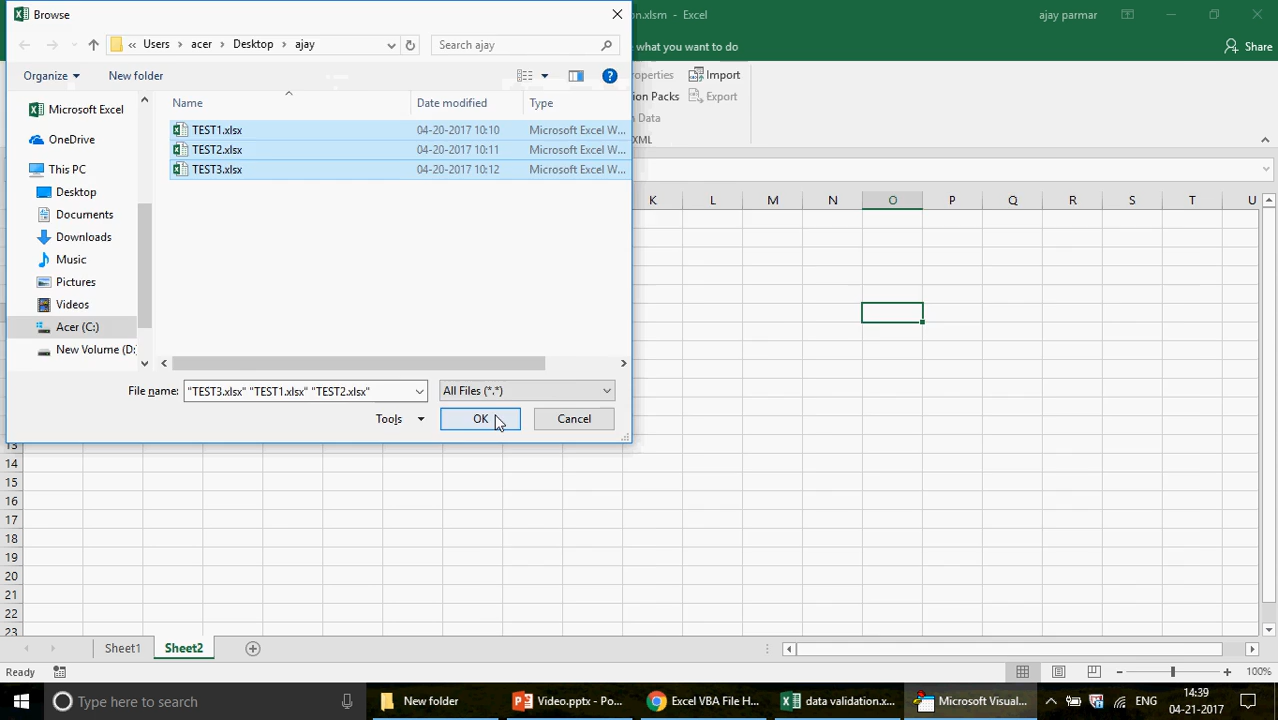 Browse
on.xlsm - Excel
ajay parmar
Users
acer
Desktop
ajay
Search ajay
what you want to do
Share
Organize
New folder
roperties
Import
ion Packs
Export
n Data
XML
Name
Date modified
Type
Microsoft Excel
OneDrive
This PC
Desktop
Documents
Downloads
Music
Pictures
Videos
Acer (C:)
New Volume (D:
TEST1.xlsx 04-20-2017 10:10 Microsoft Excel W...
TEST2.xlsx 04-20-2017 10:11 Microsoft Excel W...
TEST3.xlsx 04-20-2017 10:12 Microsoft Excel W...
File name: "TEST3.xlsx" "TEST1.xlsx" "TEST2.xlsx"
All Files (*.*)
Tools
OK
Cancel
K L M N O P Q R S T U
13
14
15
16
17
18
19
20
21
22
23
Sheet1
Sheet2
Ready
100%
Type here to search
New folder
Video.pptx - Po...
Excel VBA File H...
data validation.x...
Microsoft Visual...
ENG
14:39
04-21-2017